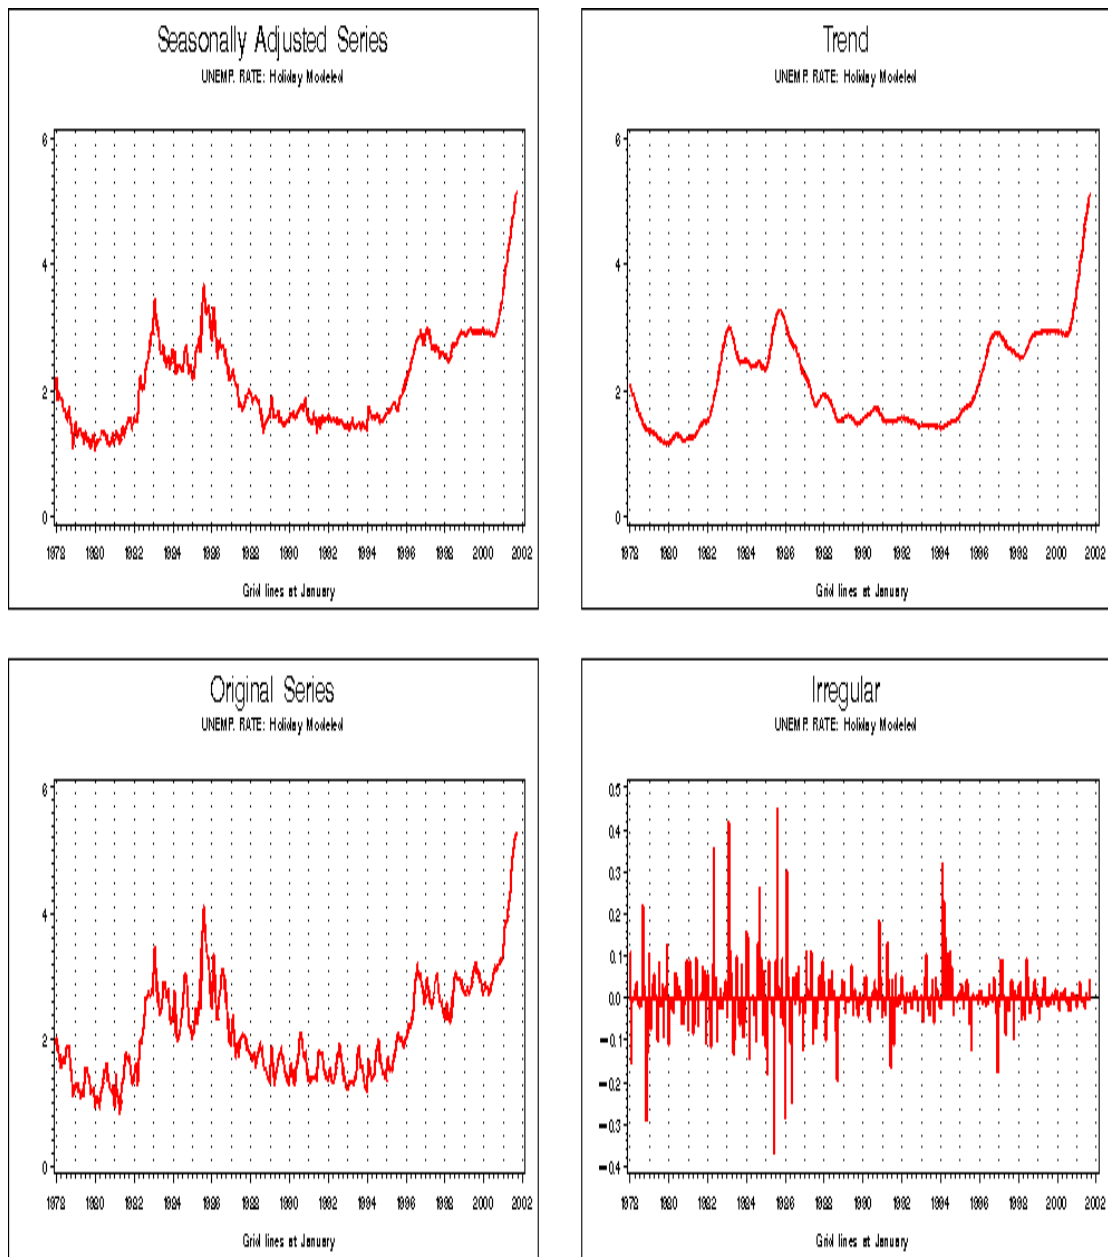 Seasonally Adjusted Series
UNEMP. RATE: Holiday Modeled
6
4
2
0
1978 1980 1982 1984 1986 1988 1990 1992 1994 1996 1998 2000 2002
Grid lines at January
Trend
UNEMP. RATE: Holiday Modeled
6
4
2
0
1978 1980 1982 1984 1986 1988 1990 1992 1994 1996 1998 2000 2002
Grid lines at January
Original Series
UNEMP. RATE: Holiday Modeled
6
4
2
0
1978 1980 1982 1984 1986 1988 1990 1992 1994 1996 1998 2000 2002
Grid lines at January
Irregular
UNEMP. RATE: Holiday Modeled
0.5
0.4
0.3
0.2
0.1
0.0
-0.1
-0.2
-0.3
-0.4
1978 1980 1982 1984 1986 1988 1990 1992 1994 1996 1998 2000 2002
Grid lines at January